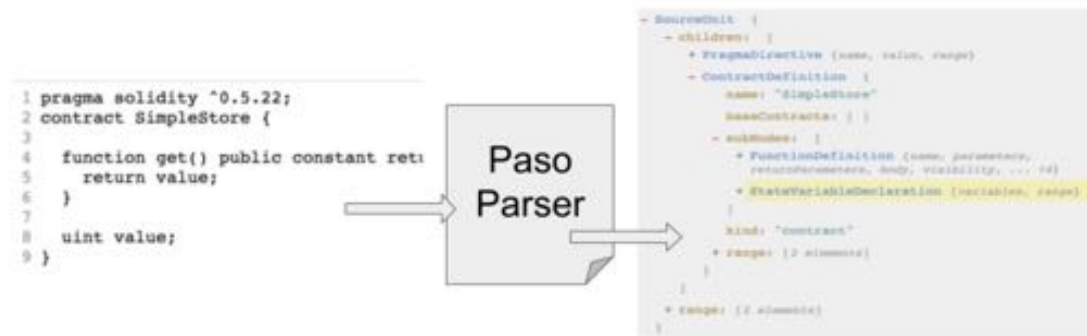 1 pragma solidity ^0.5.22;
2 contract SimpleStore {
3
4 function get() public constant retu
5 return value;
6 }
7
8 uint value;
9 }
Paso
Parser
- SourceUnit {
- children: [
+ PragmaDirective {name, value, range}
- ContractDefinition {
name: "SimpleStore"
baseContracts: [ ]
- subNodes: [
+ FunctionDefinition {name, parameters,
returnParameters, body, visibility, ... +4}
+ StateVariableDeclaration {variables, range}
]
kind: "contract"
+ range: [2 elements]
}
]
+ range: [2 elements]
}